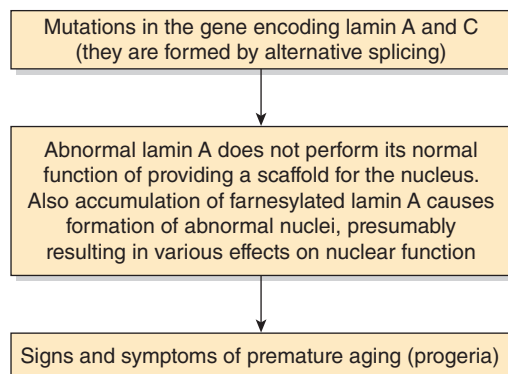 Mutations in the gene encoding lamin A and C
(they are formed by alternative splicing)
Abnormal lamin A does not perform its normal
function of providing a scaffold for the nucleus.
Also accumulation of farnesylated lamin A causes
formation of abnormal nuclei, presumably
resulting in various effects on nuclear function
Signs and symptoms of premature aging (progeria)